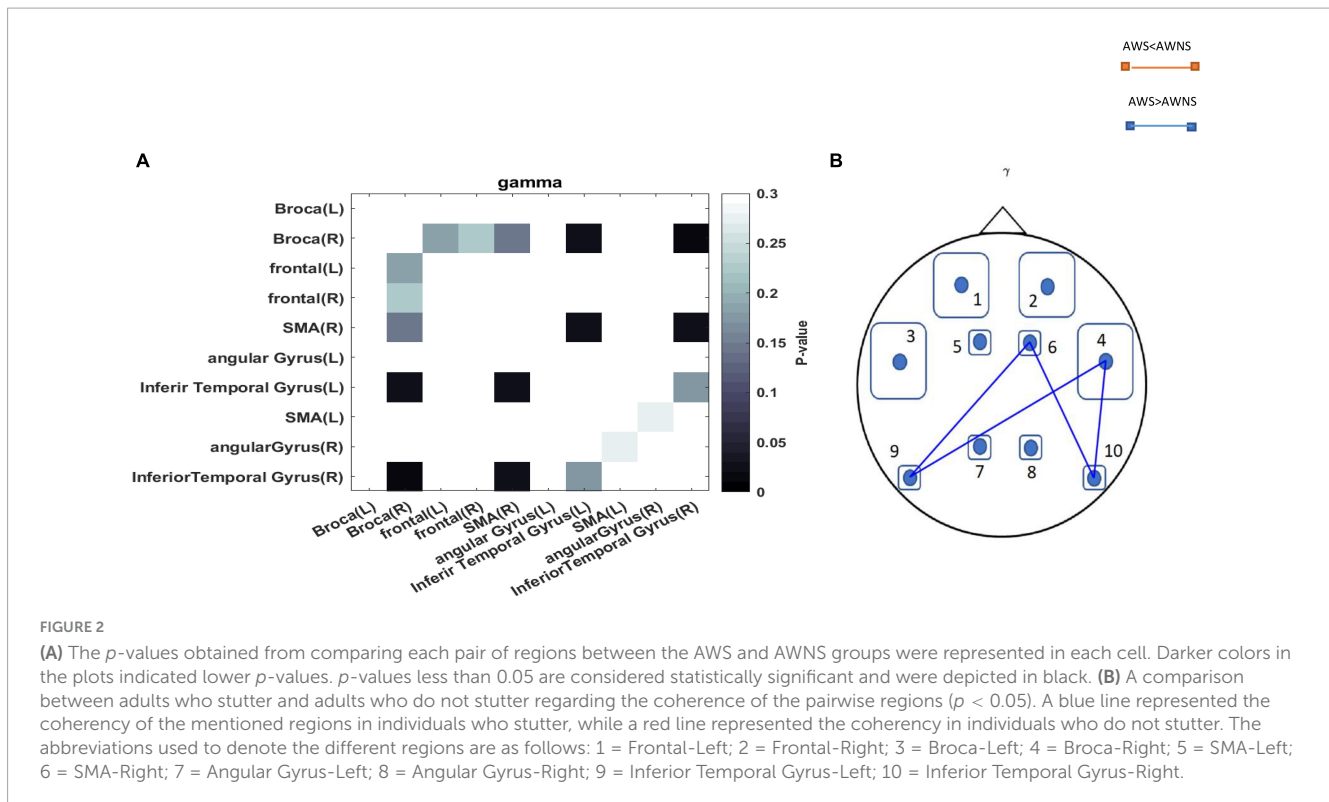 AWS<AWNS
AWS>AWNS
A
B
gamma
γ
Broca(L)
Broca(R)
frontal(L)
frontal(R)
SMA(R)
angular Gyrus(L)
Inferir Temporal Gyrus(L)
SMA(L)
angularGyrus(R)
InferiorTemporal Gyrus(R)
Broca(L)
Broca(R)
frontal(L)
frontal(R)
SMA(R)
angular Gyrus(L)
Inferir Temporal Gyrus(L)
SMA(L)
angularGyrus(R)
InferiorTemporal Gyrus(R)
0.3
0.25
0.2
0.15
0.1
0.05
0
P-value
1
2
3
4
5
6
7
8
9
10
FIGURE 2
(A) The p-values obtained from comparing each pair of regions between the AWS and AWNS groups were represented in each cell. Darker colors in
the plots indicated lower p-values. p-values less than 0.05 are considered statistically significant and were depicted in black. (B) A comparison
between adults who stutter and adults who do not stutter regarding the coherence of the pairwise regions (p < 0.05). A blue line represented the
coherency of the mentioned regions in individuals who stutter, while a red line represented the coherency in individuals who do not stutter. The
abbreviations used to denote the different regions are as follows: 1 = Frontal-Left; 2 = Frontal-Right; 3 = Broca-Left; 4 = Broca-Right; 5 = SMA-Left;
6 = SMA-Right; 7 = Angular Gyrus-Left; 8 = Angular Gyrus-Right; 9 = Inferior Temporal Gyrus-Left; 10 = Inferior Temporal Gyrus-Right.